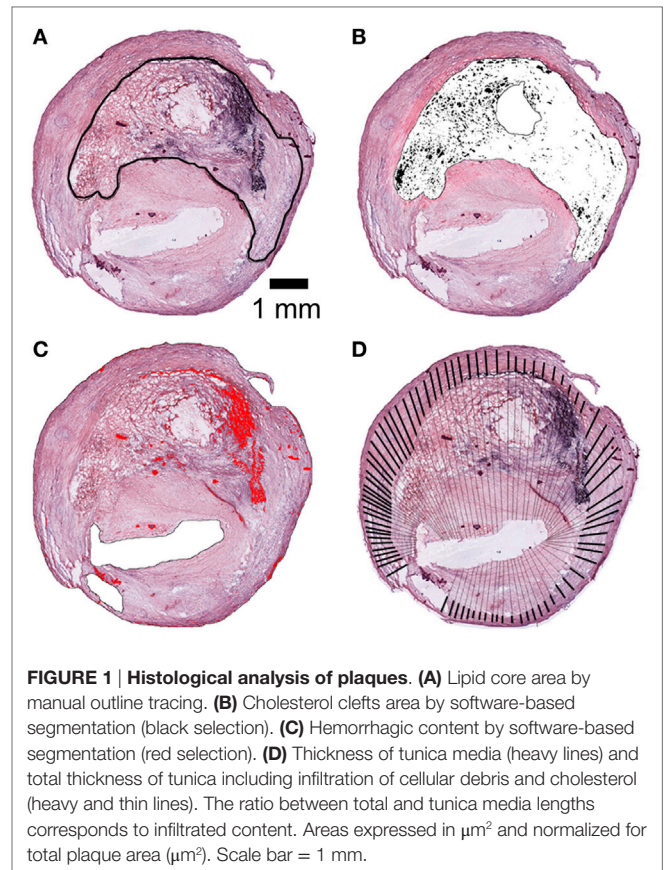 A
B
1 mm
C
D
FIGURE 1 | Histological analysis of plaques. (A) Lipid core area by
manual outline tracing. (B) Cholesterol clefts area by software-based
segmentation (black selection). (C) Hemorrhagic content by software-based
segmentation (red selection). (D) Thickness of tunica media (heavy lines) and
total thickness of tunica including infiltration of cellular debris and cholesterol
(heavy and thin lines). The ratio between total and tunica media lengths
corresponds to infiltrated content. Areas expressed in μm² and normalized for
total plaque area (μm²). Scale bar = 1 mm.